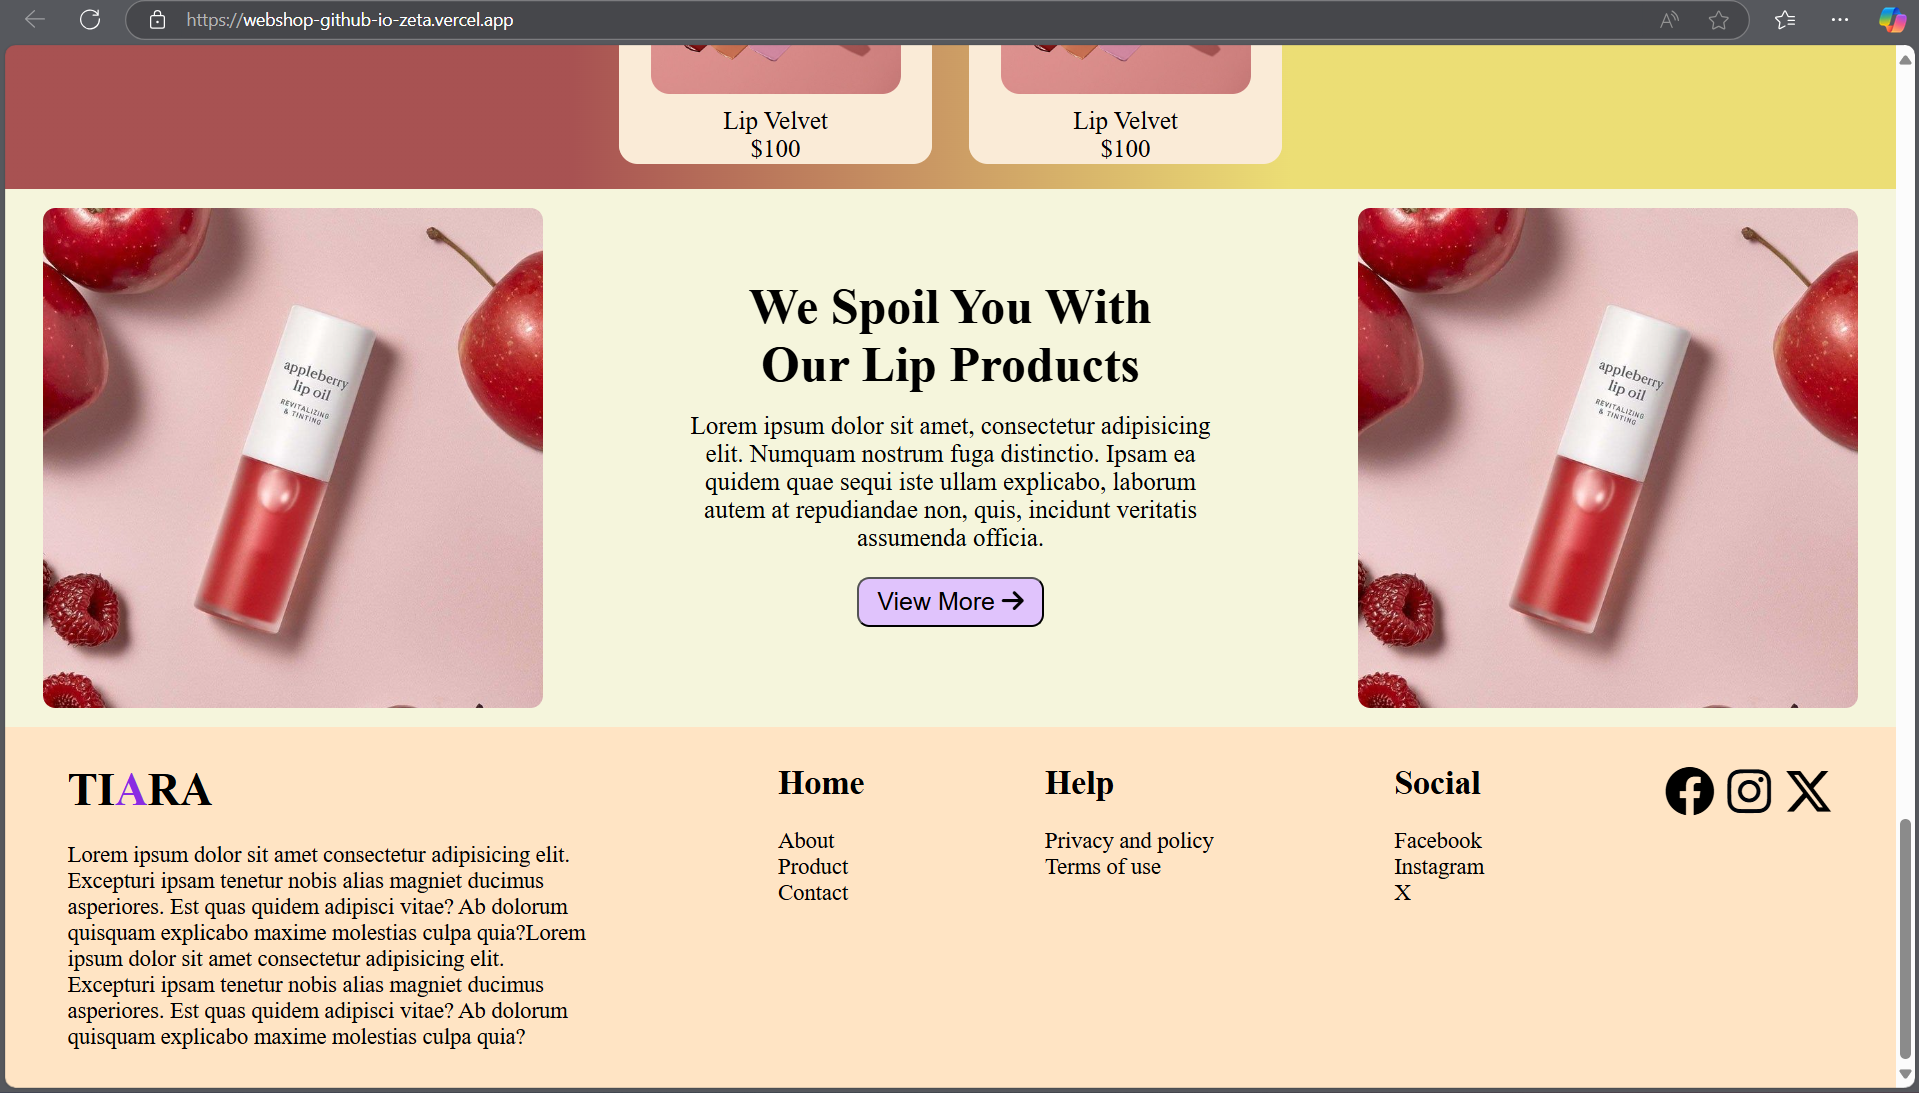 https://webshop-github-io-zeta.vercel.app
Lip Velvet
$100
Lip Velvet
$100
appleberry
lip oil
REVITALIZING
& TINTING
We Spoil You With
Our Lip Products
Lorem ipsum dolor sit amet, consectetur adipisicing
elit. Numquam nostrum fuga distinctio. Ipsam ea
quidem quae sequi iste ullam explicabo, laborum
autem at repudiandae non, quis, incidunt veritatis
assumenda officia.
View More
appleberry
lip oil
REVITALIZING
& TINTING
TIARA
Lorem ipsum dolor sit amet consectetur adipisicing elit.
Excepturi ipsam tenetur nobis alias magniet ducimus
asperiores. Est quas quidem adipisci vitae? Ab dolorum
quisquam explicabo maxime molestias culpa quia?Lorem
ipsum dolor sit amet consectetur adipisicing elit.
Excepturi ipsam tenetur nobis alias magniet ducimus
asperiores. Est quas quidem adipisci vitae? Ab dolorum
quisquam explicabo maxime molestias culpa quia?
Home
About
Product
Contact
Help
Privacy and policy
Terms of use
Social
Facebook
Instagram
X